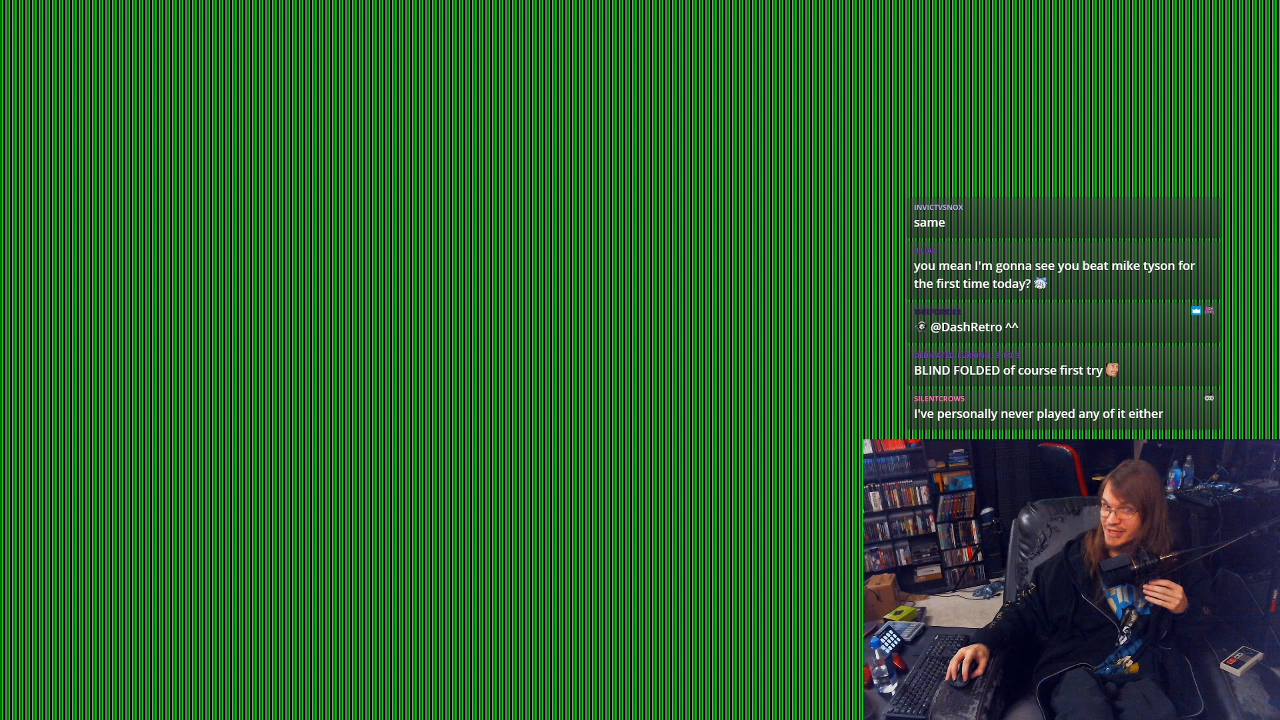 INVICTVSNOX
same
you mean I'm gonna see you beat mike tyson for
the first time today?
@DashRetro ^^
BLIND FOLDED of course first try
SILENTCROWS
I've personally never played any of it either